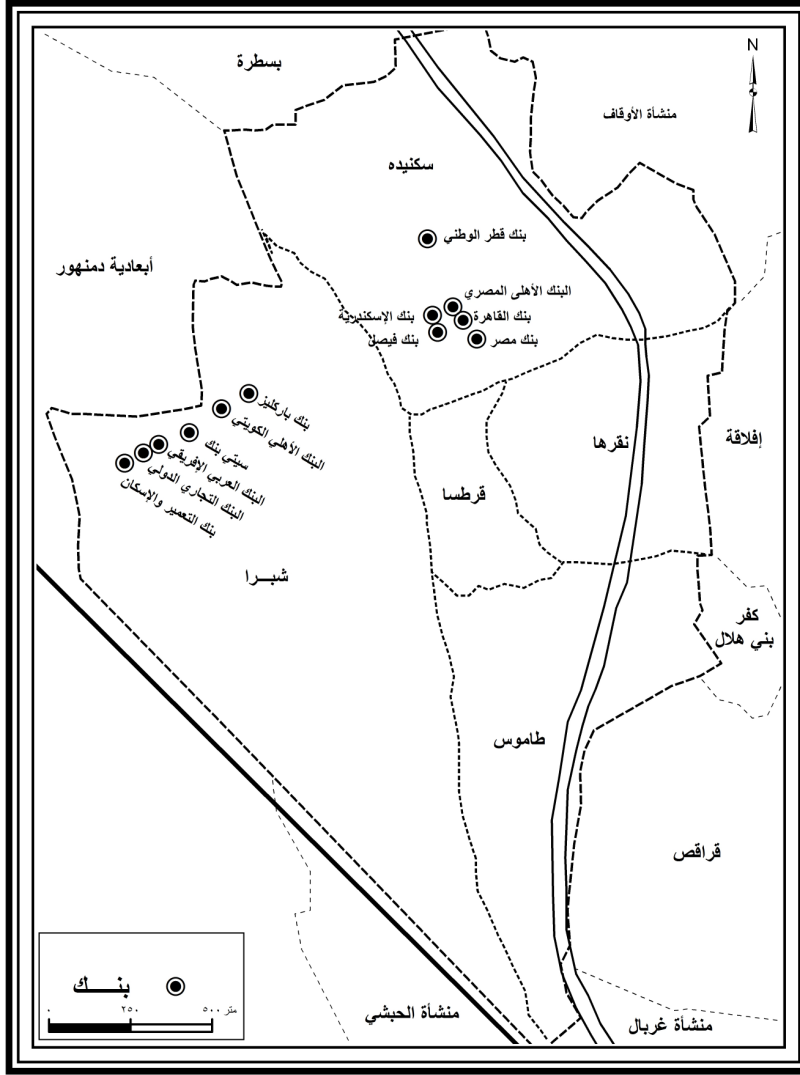 N
بسطرة
منشأة الأوقاف
سكنيده
بنك قطر الوطني
أبعادية دمنهور
البنك الأهلى المصري
بنك الإسكندرية
بنك القاهرة
بنك فيصل
بنك مصر
بنك باركليز
البنك الأهلي الكويتي
سيتي بنك
البنك العربي الإفريقي
البنك التجاري الدولي
بنك التعمير والإسكان
نقرها
إفلاقة
قرطسا
شبـــرا
كفر
بني هلال
طاموس
قراقص
منشأة الحبشي
منشأة غربال
بنـــــك
٠ ٢٥٠ ٥٠٠ متر